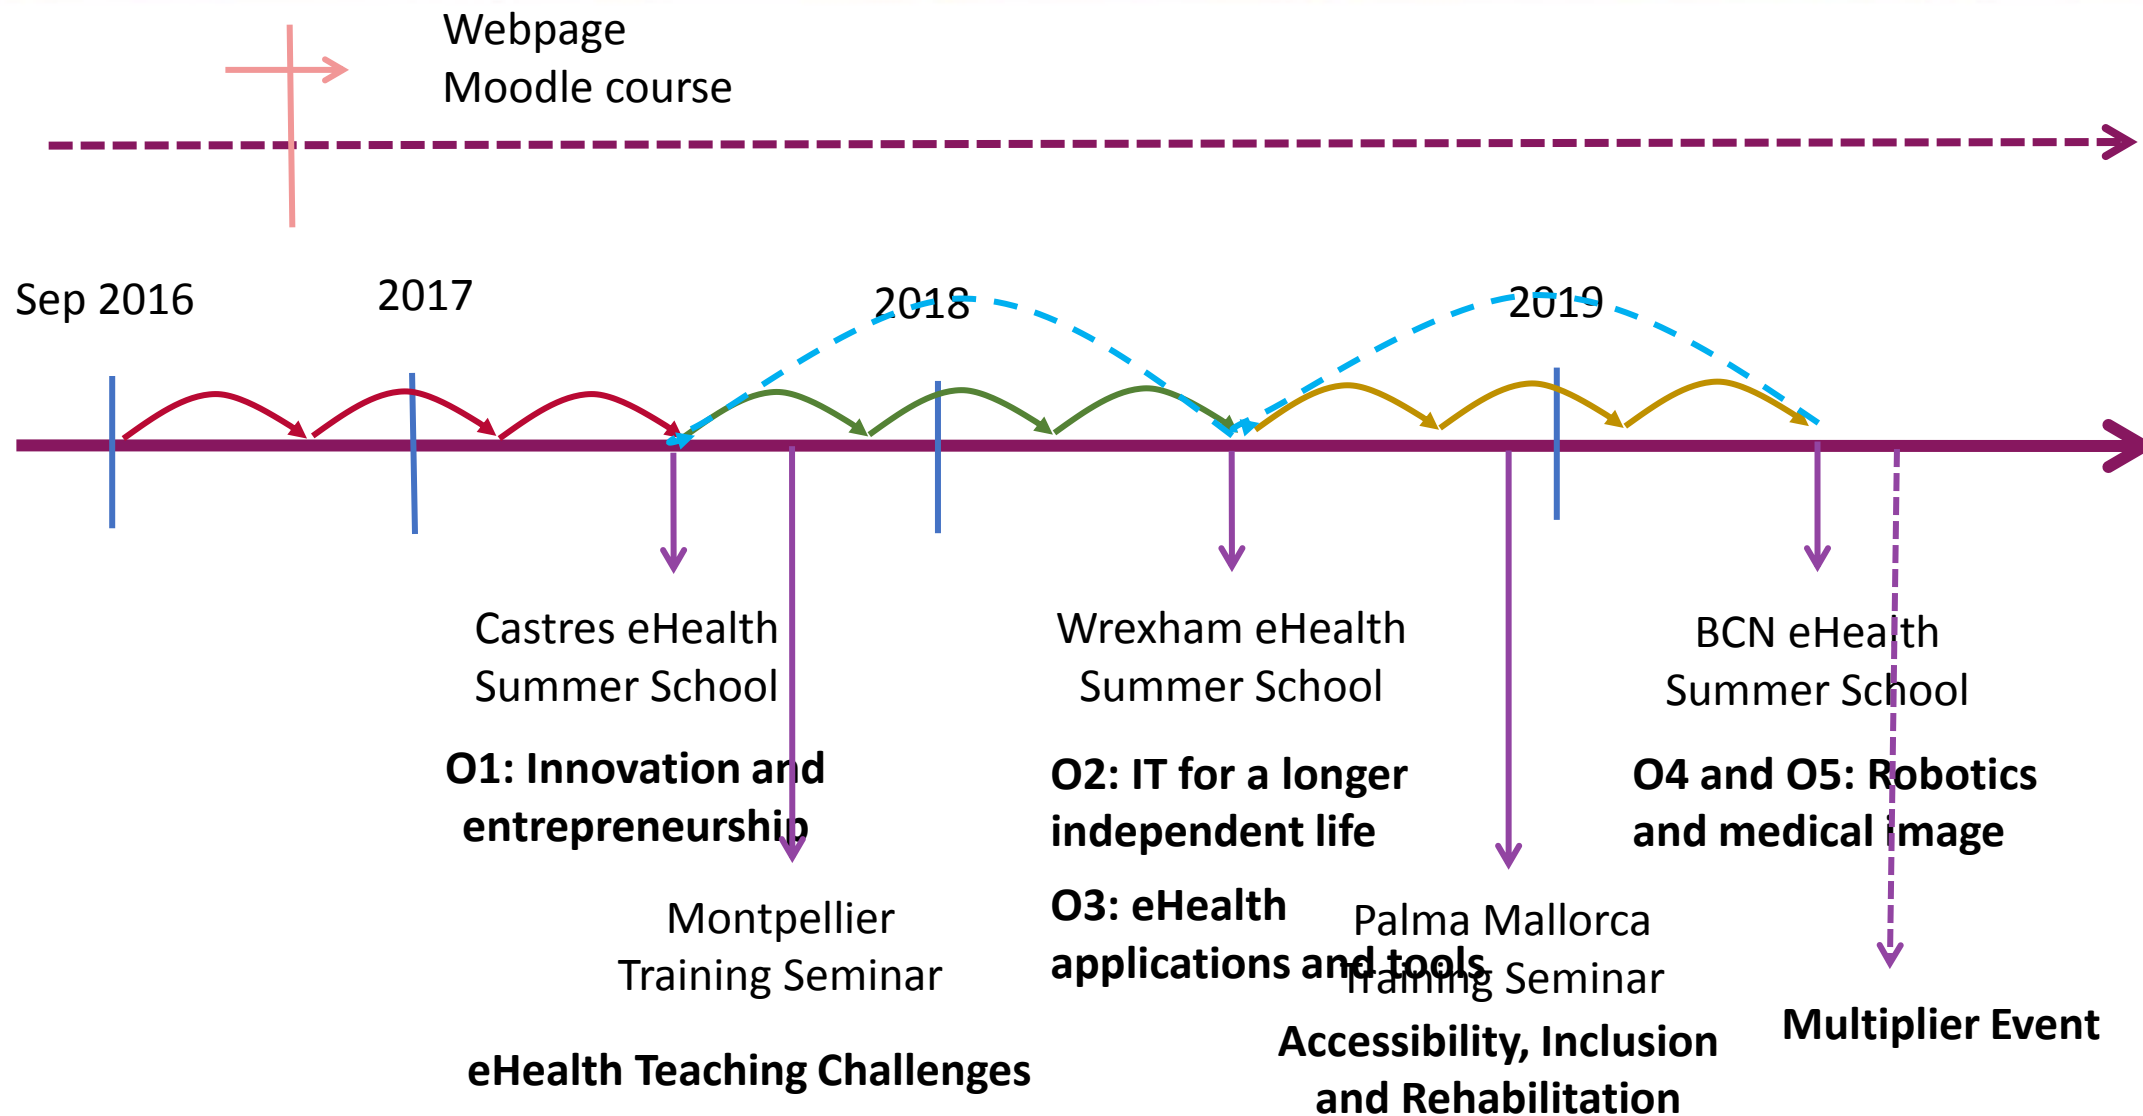 Webpage
Moodle course
Sep 2016
2017
2018
2019
Castres eHealth
Summer School
O1: Innovation and
entrepreneurship
Montpellier
Training Seminar
eHealth Teaching Challenges
Wrexham eHealth
Summer School
O2: IT for a longer
independent life
O3: eHealth
applications and tools
Palma Mallorca
Training Seminar
Accessibility, Inclusion
and Rehabilitation
BCN eHealth
Summer School
O4 and O5: Robotics
and medical image
Multiplier Event